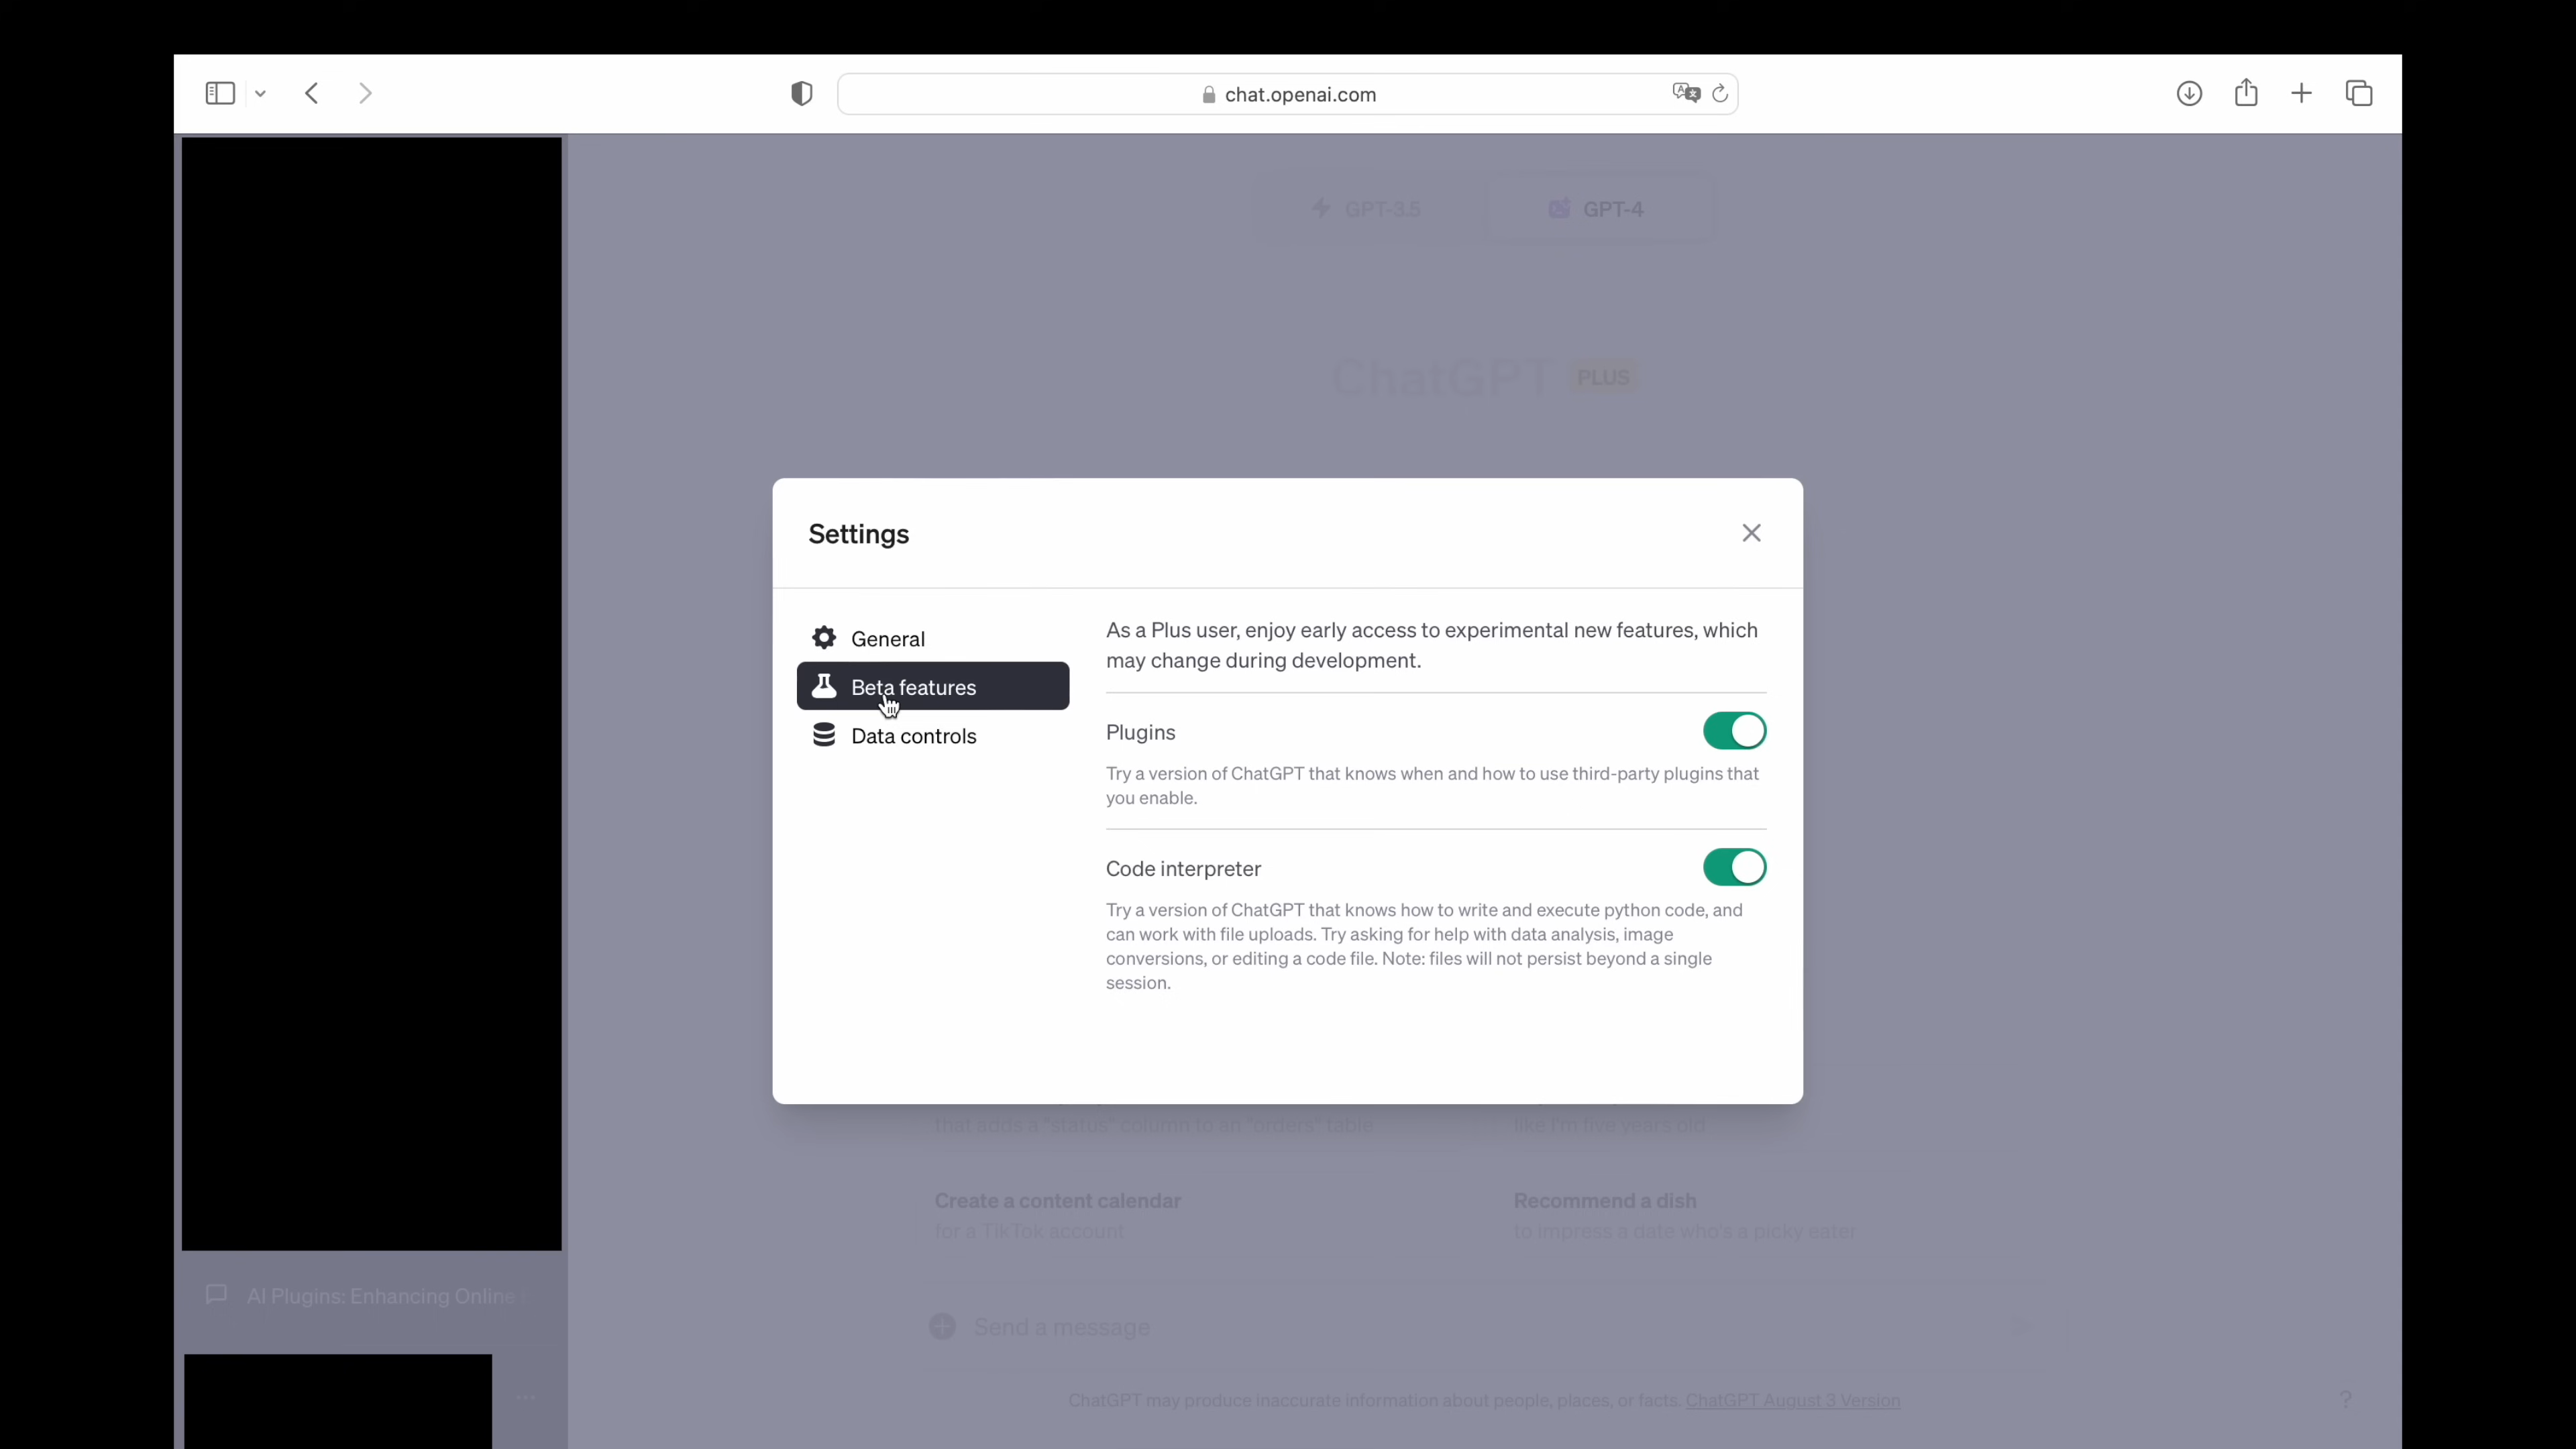 chat.openai.com
GPT-3.5
GPT-4
ChatGPT PLUS
Settings
General
Beta features
Data controls
As a Plus user, enjoy early access to experimental new features, which
may change during development.
Plugins
Try a version of ChatGPT that knows when and how to use third-party plugins that
you enable.
Code interpreter
Try a version of ChatGPT that knows how to write and execute python code, and
can work with file uploads. Try asking for help with data analysis, image
conversions, or editing a code file. Note: files will not persist beyond a single
session.
that adds a "status" column to an "orders" table
like I'm five years old
Create a content calendar
for a TikTok account
Recommend a dish
to impress a date who's a picky eater
AI Plugins: Enhancing Online
Send a message
ChatGPT may produce inaccurate information about people, places, or facts. ChatGPT August 3 Version
?